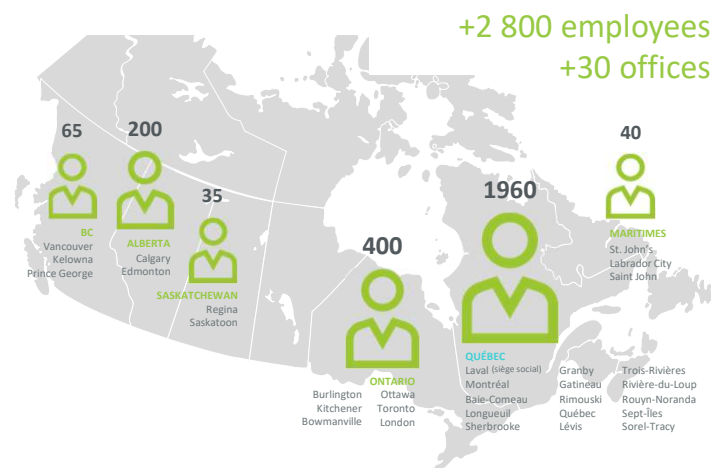 +2 800 employees
+30 offices
65
BC
Vancouver
Kelowna
Prince George
200
ALBERTA
Calgary
Edmonton
35
SASKATCHEWAN
Regina
Saskatoon
400
ONTARIO
Burlington Ottawa
Kitchener Toronto
Bowmanville London
1960
QUÉBEC
Laval (siège social) Granby Trois-Rivières
Montréal Gatineau Rivière-du-Loup
Baie-Comeau Rimouski Rouyn-Noranda
Longueuil Québec Sept-Îles
Sherbrooke Lévis Sorel-Tracy
40
MARITIMES
St. John's
Labrador City
Saint John